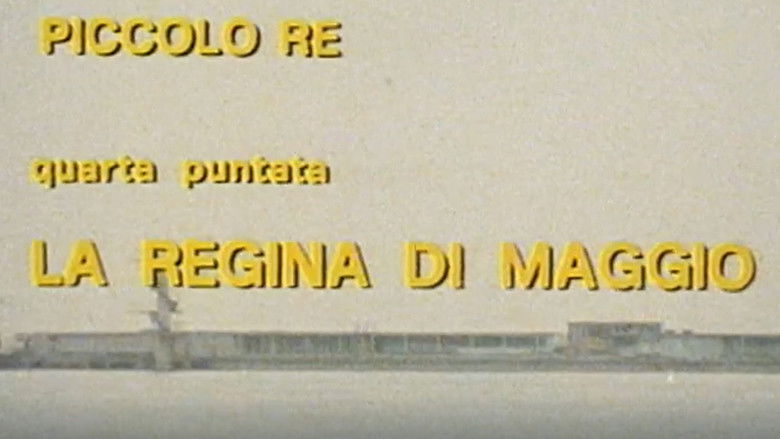 PICCOLO RE
quarta puntata
LA REGINA DI MAGGIO